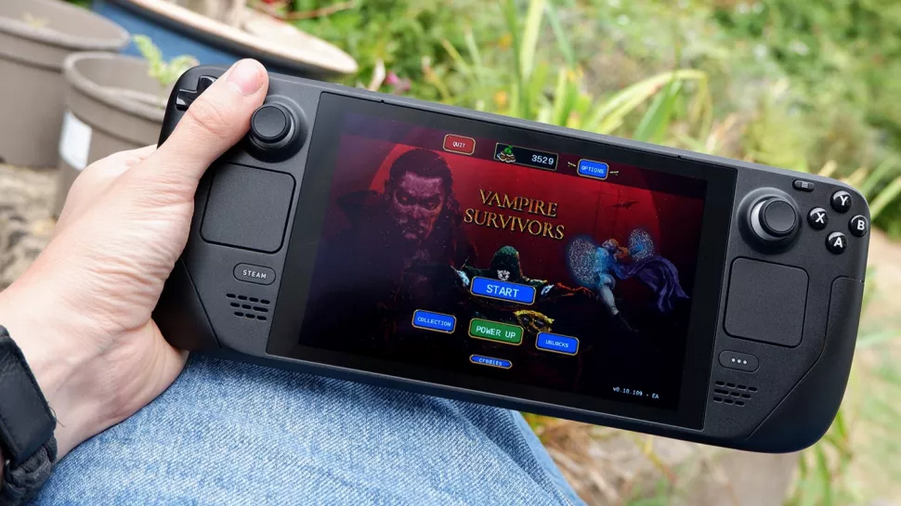 QUIT
3529
OPTIONS
VAMPIRE
SURVIVORS
START
COLLECTION
POWER UP
UNLOCKS
credits
v0.10.109 - EA
STEAM
Y
X
B
A